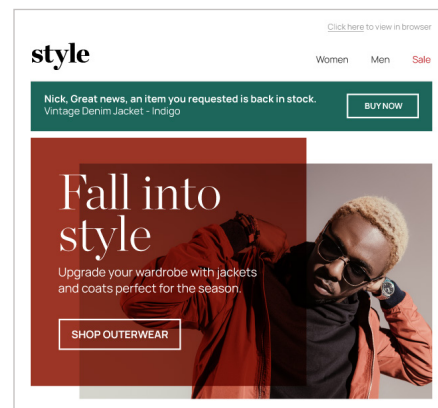 Click here to view in browser
style
Women Men Sale
Nick, Great news, an item you requested is back in stock.
Vintage Denim Jacket - Indigo
BUY NOW
Fall into
style
Upgrade your wardrobe with jackets
and coats perfect for the season.
SHOP OUTERWEAR